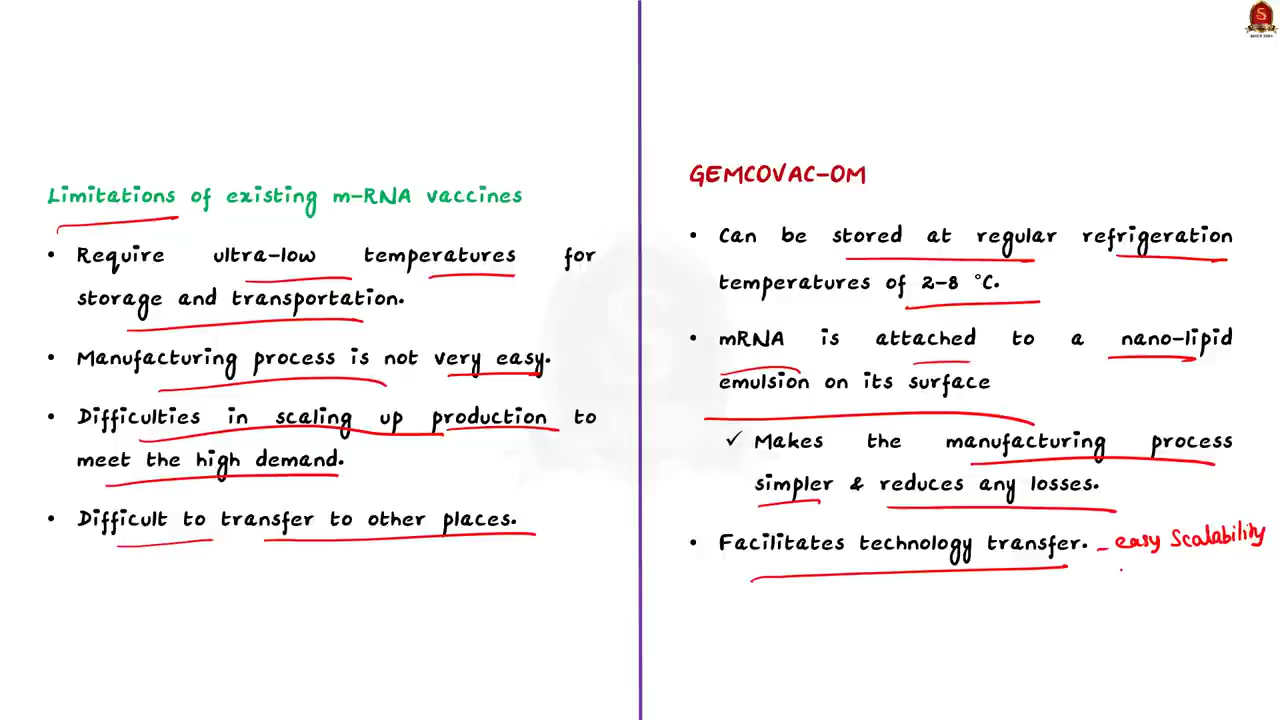 Limitations of existing m-RNA vaccines
• Require ultra-low temperatures for
storage and transportation.
• Manufacturing process is not very easy.
• Difficulties in scaling up production to
meet the high demand.
• Difficult to transfer to other places.
GEMCOVAC-OM
• Can be stored at regular refrigeration
temperatures of 2-8 °C.
• mRNA is attached to a nano-lipid
emulsion on its surface
✓ Makes the manufacturing process
simpler & reduces any losses.
• Facilitates technology transfer. - easy Scalability
S